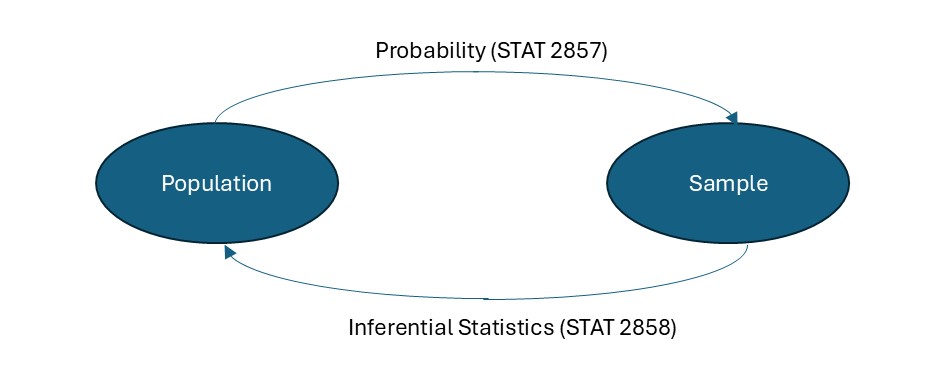 Probability (STAT 2857)
Population
Sample
Inferential Statistics (STAT 2858)